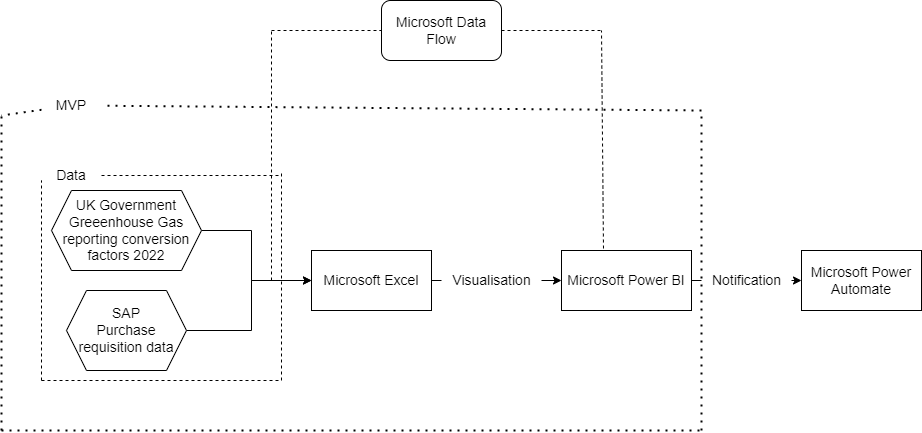 Microsoft Data
Flow
MVP
Data
UK Government
Greeenhouse Gas
reporting conversion
factors 2022
SAP
Purchase
requisition data
Microsoft Excel
Visualisation
Microsoft Power BI
Notification
Microsoft Power
Automate